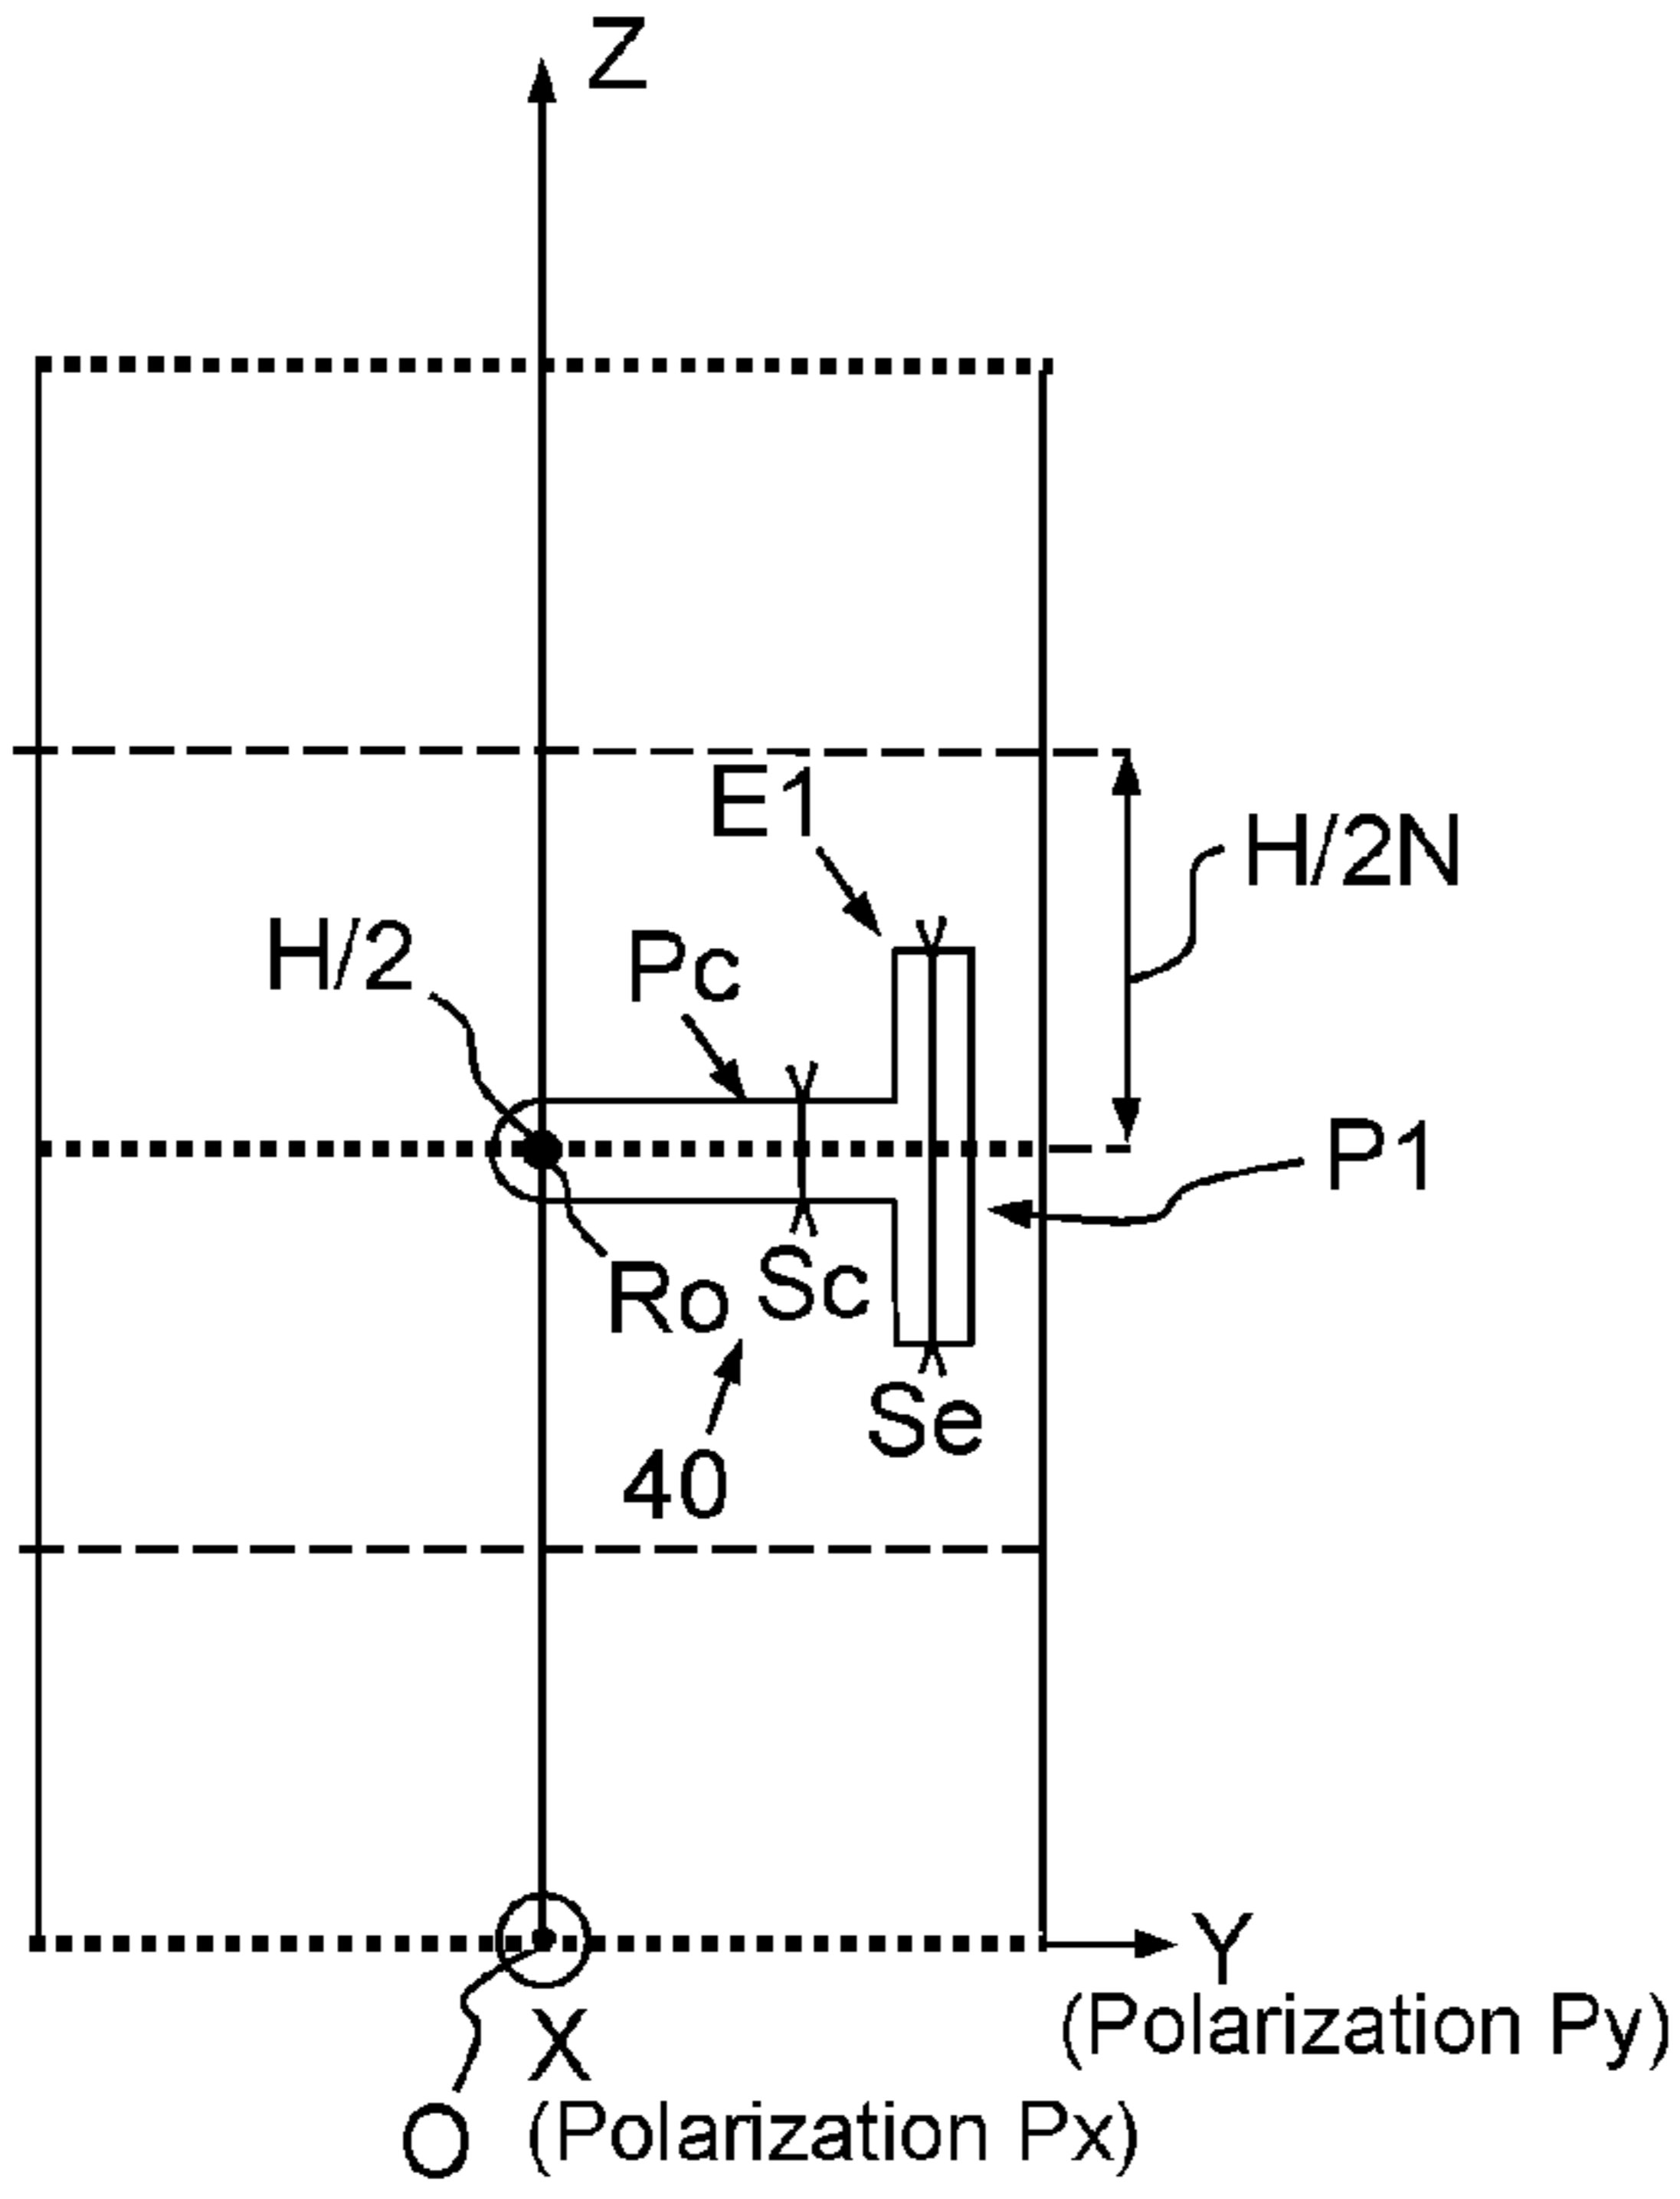 Z
E1
H/2N
H/2
Pc
P1
Ro
Sc
Se
40
Y
(Polarization Py)
X
(Polarization Px)
O